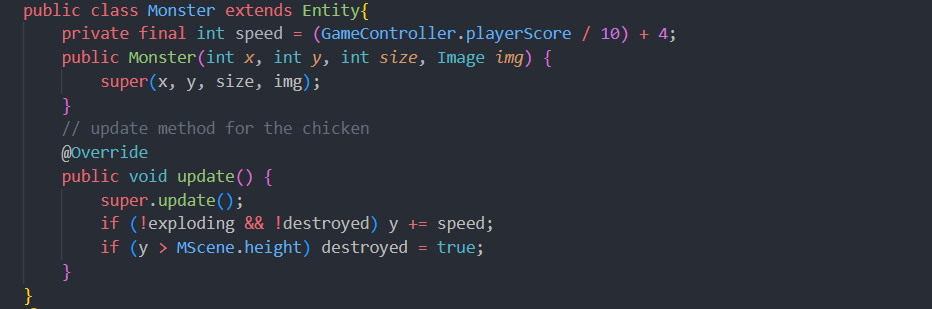 public class Monster extends Entity{
    private final int speed = (GameController.playerScore / 10) + 4;
    public Monster(int x, int y, int size, Image img) {
        super(x, y, size, img);
    }
    // update method for the chicken
    @Override
    public void update() {
        super.update();
        if (!exploding && !destroyed) y += speed;
        if (y > MScene.height) destroyed = true;
    }
}